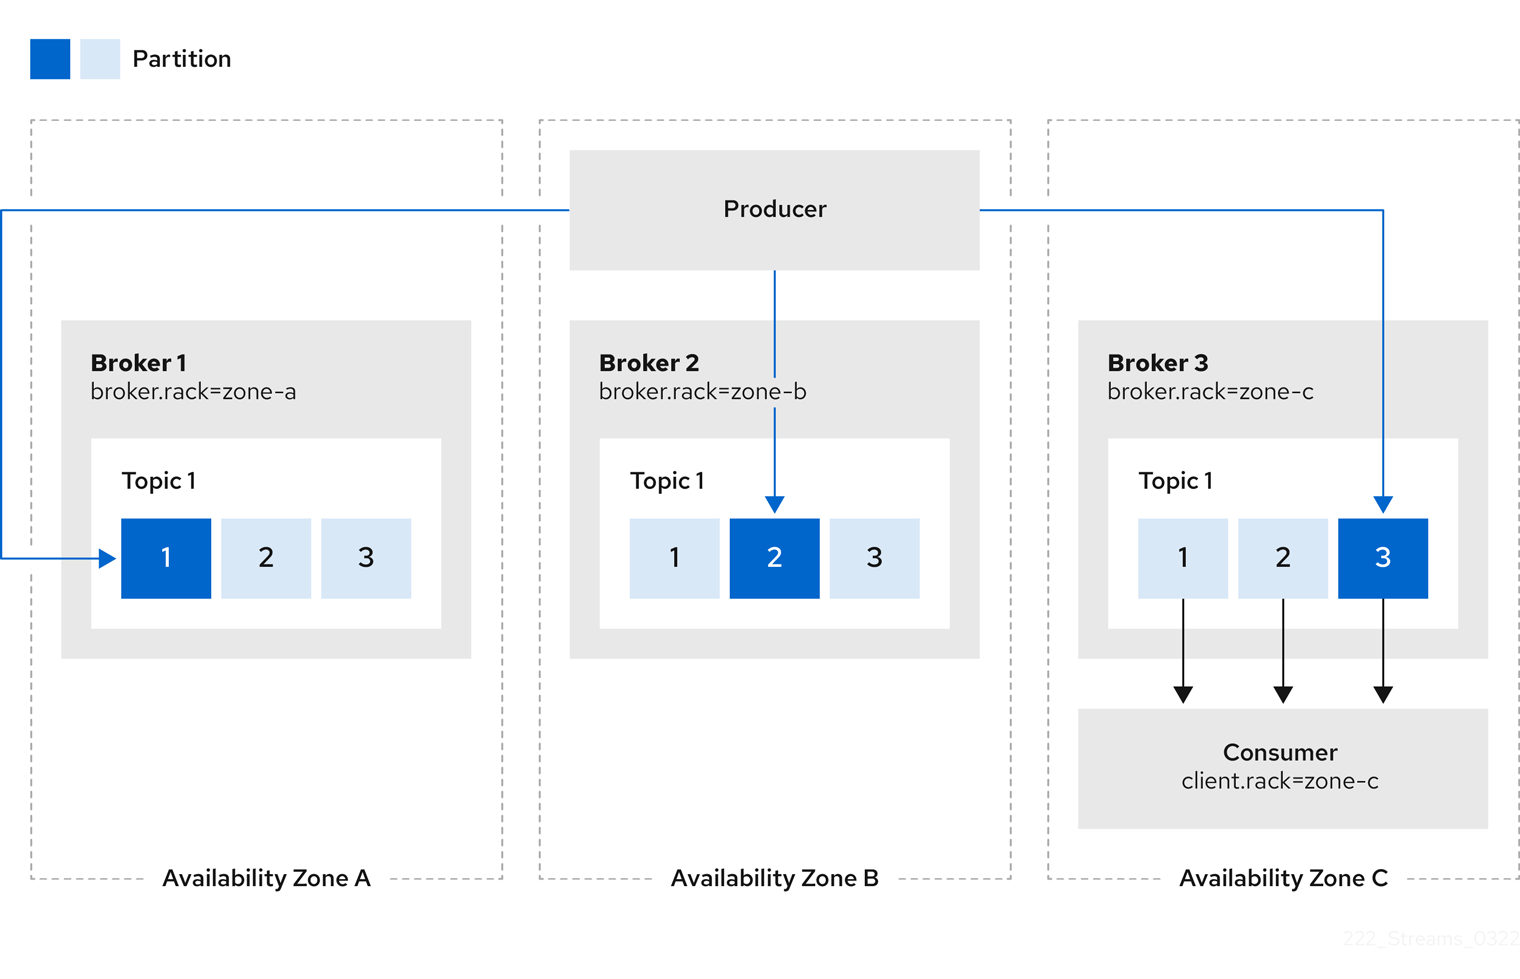 Partition
Producer
Broker 1
broker.rack=zone-a
Topic 1
1 2 3
Broker 2
broker.rack=zone-b
Topic 1
1 2 3
Broker 3
broker.rack=zone-c
Topic 1
1 2 3
Consumer
client.rack=zone-c
Availability Zone A
Availability Zone B
Availability Zone C
222_Streams_0322